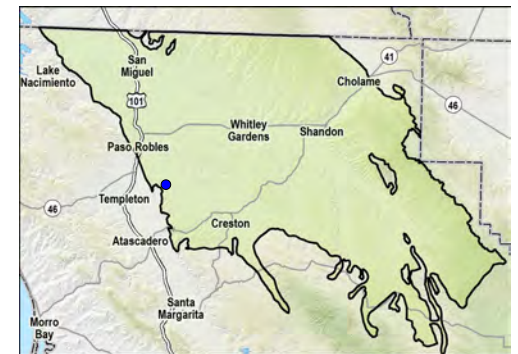 San
Miguel
Lake
Nacimiento
41
Cholame
101
46
Whitley
Gardens
Shandon
Paso Robles
Templeton
46
Creston
Atascadero
Santa
Margarita
Morro
Bay